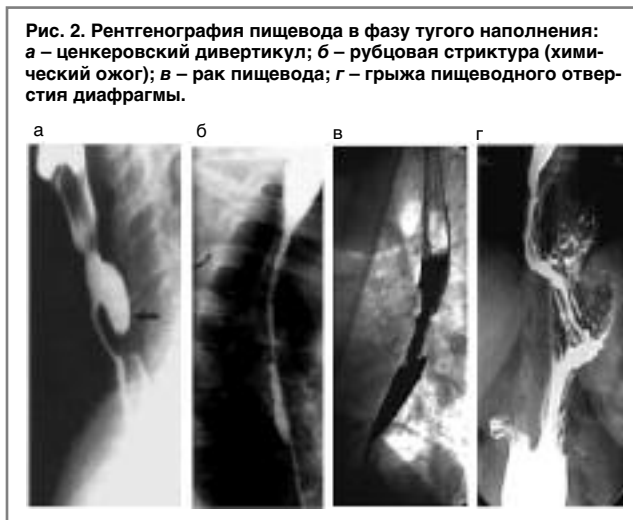 Рис. 2. Рентгенография пищевода в фазу тугого наполнения:
а – ценкеровский дивертикул; б – рубцовая стриктура (хими-
ческий ожог); в – рак пищевода; г – грыжа пищеводного отвер-
стия диафрагмы.
а б в г